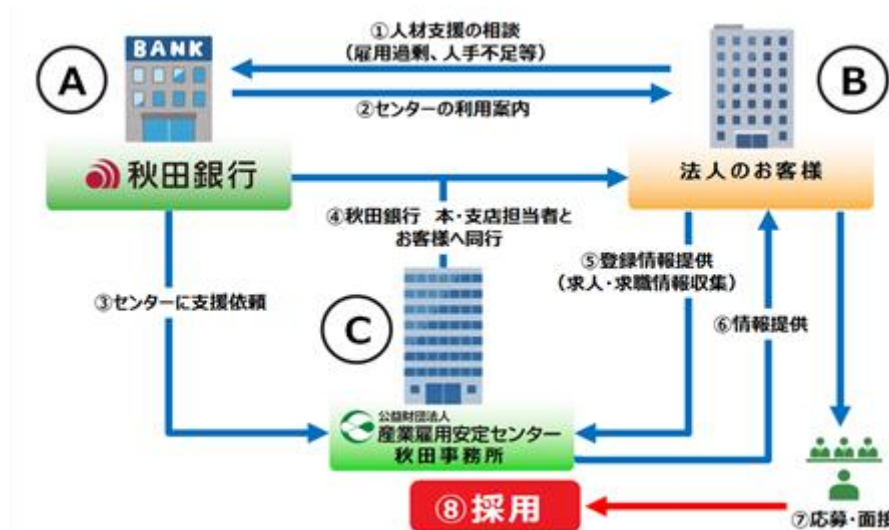 ①人材支援の相談
(雇用過剰、人手不足等)
BANK
A
B
②センターの利用案内
秋田銀行
法人のお客様
④秋田銀行 本・支店担当者と
お客様へ同行
⑤登録情報提供
(求人・求職情報収集)
③センターに支援依頼
C
⑥情報提供
公益財団法人
産業雇用安定センター
秋田事務所
⑧採用
⑦応募・面接